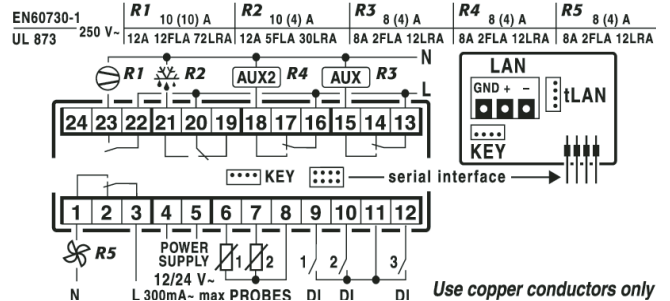 EN60730-1 250 V~ R1 10 (10) A R2 10 (4) A R3 8 (4) A R4 8 (4) A R5 8 (4) A
UL 873 12A 12FLA 72LRA 12A 5FLA 30LRA 8A 2FLA 12LRA 8A 2FLA 12LRA 8A 2FLA 12LRA
N
R1 R2 AUX2 R4 AUX R3
L
24 23 22 21 20 19 18 17 16 15 14 13
LAN
GND + -
tLAN
KEY
KEY serial interface
1 2 3 4 5 6 7 8 9 10 11 12
R5 POWER SUPPLY 1 2 1 2 3
12/24 V~
N L 300mA~ max PROBES DI DI DI
Use copper conductors only